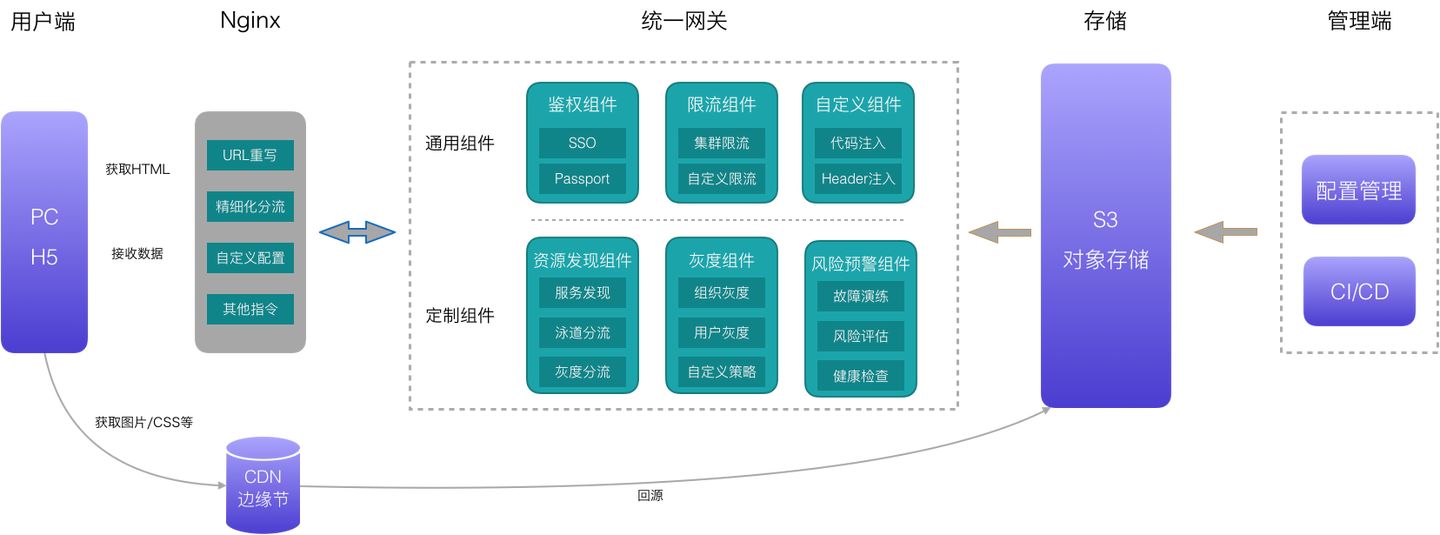 用户端
Nginx
统一网关
存储
管理端
PC
H5
获取HTML
接收数据
URL重写
精细化分流
自定义配置
其他指令
通用组件
鉴权组件
SSO
Passport
限流组件
集群限流
自定义限流
自定义组件
代码注入
Header注入
定制组件
资源发现组件
服务发现
泳道分流
灰度分流
灰度组件
组织灰度
用户灰度
自定义策略
风险预警组件
故障演练
风险评估
健康检查
S3
对象存储
配置管理
CI/CD
获取图片/CSS等
CDN
边缘节
回源